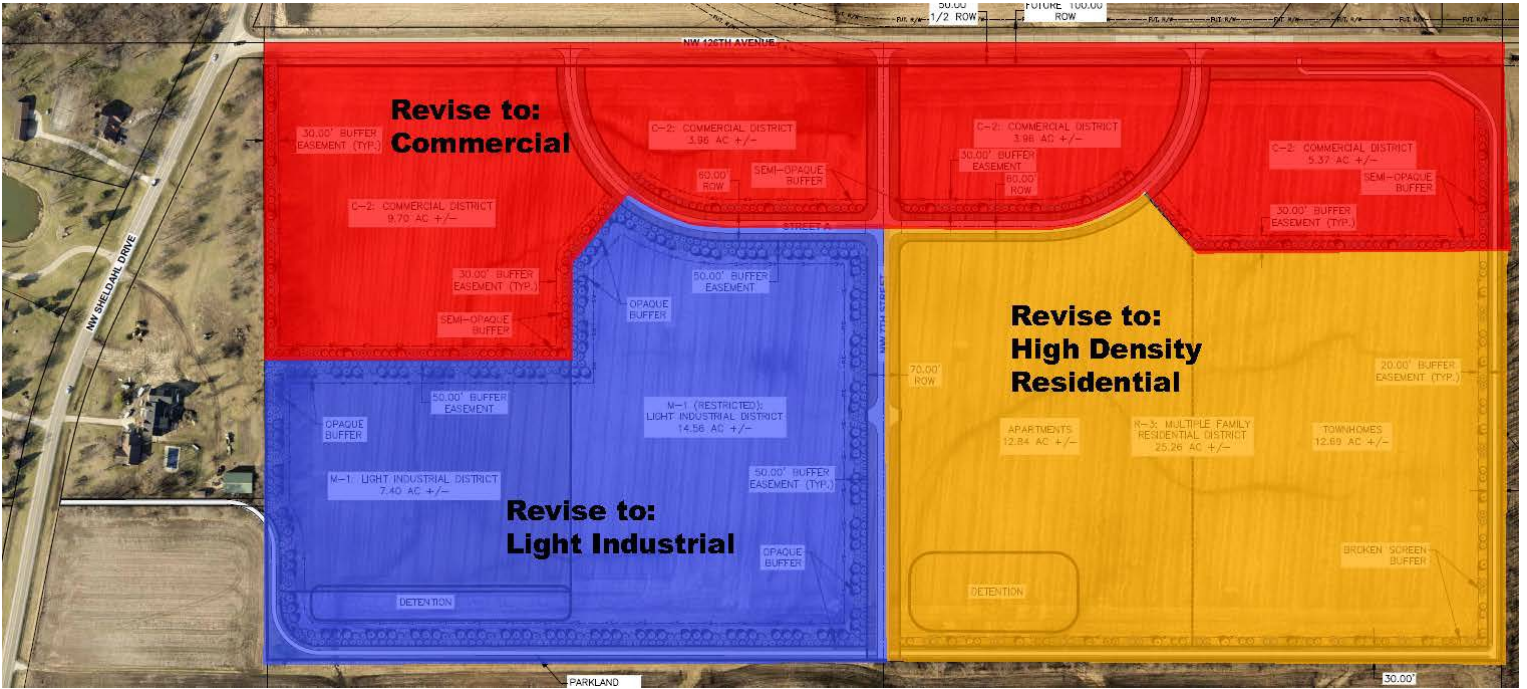 50.00'
1/2 ROW
FUTURE 100.00'
ROW
FUT. R/W
FUT. R/W
FUT. R/W
FUT. R/W
FUT. R/W
NW 126TH AVENUE
Revise to:
Commercial
30.00' BUFFER
EASEMENT (TYP.)
C-2: COMMERCIAL DISTRICT
3.96 AC +/-
C-2: COMMERCIAL DISTRICT
3.96 AC +/-
C-2: COMMERCIAL DISTRICT
5.37 AC +/-
30.00' BUFFER
EASEMENT
60.00'
ROW
SEMI-OPAQUE
BUFFER
60.00'
ROW
SEMI-OPAQUE
BUFFER
C-2: COMMERCIAL DISTRICT
9.70 AC +/-
30.00' BUFFER
EASEMENT (TYP.)
STREET A
NW SHELDAHL DRIVE
30.00' BUFFER
EASEMENT (TYP.)
50.00' BUFFER
EASEMENT
OPAQUE
BUFFER
SEMI-OPAQUE
BUFFER
NW 7TH STREET
Revise to:
High Density
Residential
50.00' BUFFER
EASEMENT
70.00'
ROW
20.00' BUFFER
EASEMENT (TYP.)
OPAQUE
BUFFER
M-1 (RESTRICTED):
LIGHT INDUSTRIAL DISTRICT
14.56 AC +/-
APARTMENTS
12.84 AC +/-
R-3: MULTIPLE FAMILY
RESIDENTIAL DISTRICT
25.26 AC +/-
TOWNHOMES
12.69 AC +/-
M-1: LIGHT INDUSTRIAL DISTRICT
7.40 AC +/-
50.00' BUFFER
EASEMENT (TYP.)
Revise to:
Light Industrial
OPAQUE
BUFFER
BROKEN SCREEN
BUFFER
DETENTION
DETENTION
PARKLAND
30.00'